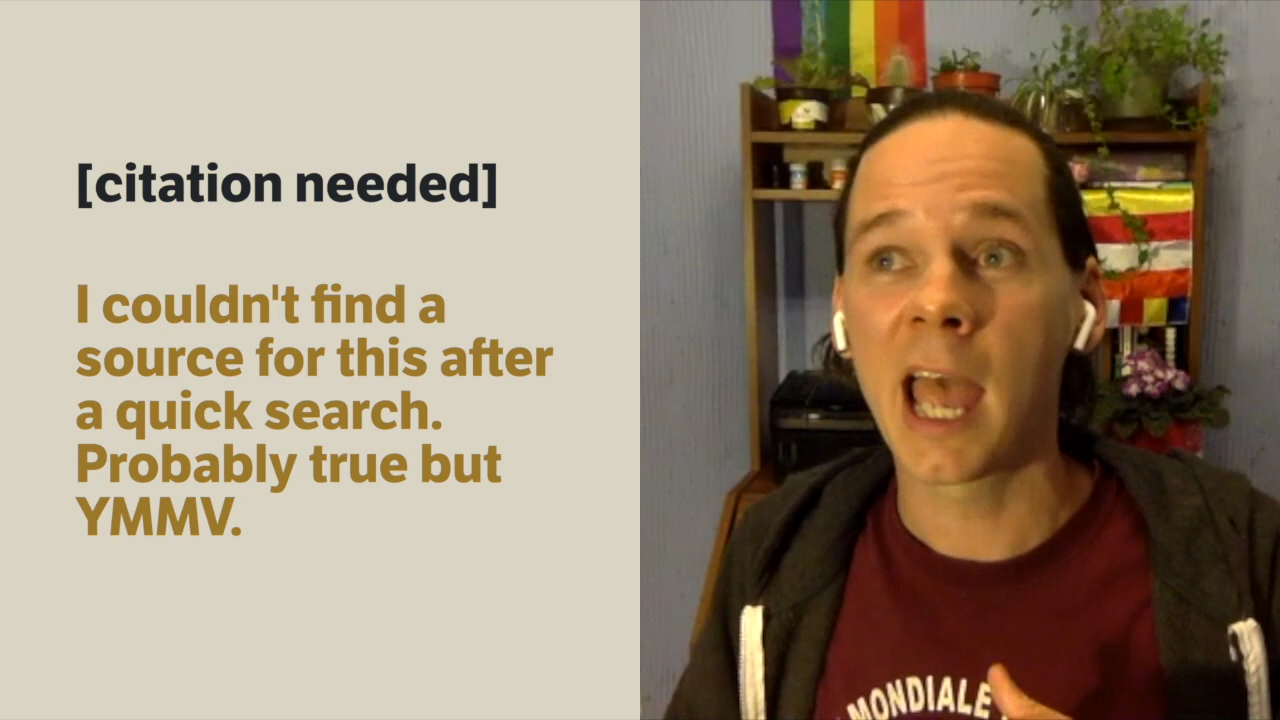 [citation needed]
I couldn't find a
source for this after
a quick search.
Probably true but
YMMV.
MONDIALE